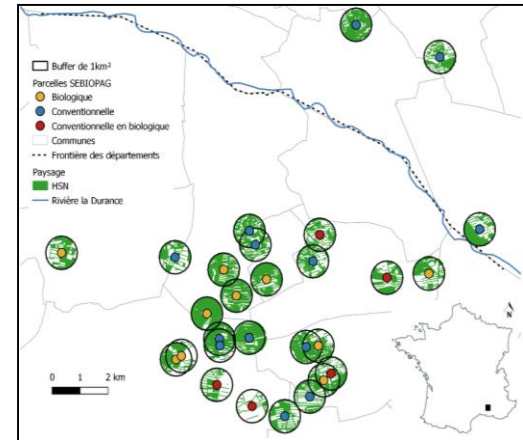 Buffer de 1km²
Parcelles SEBIOPAG
Biologique
Conventionnelle
Conventionnelle en biologique
Communes
Frontière des départements
Paysage
HSN
Rivière la Durance
0 1 2 km
N